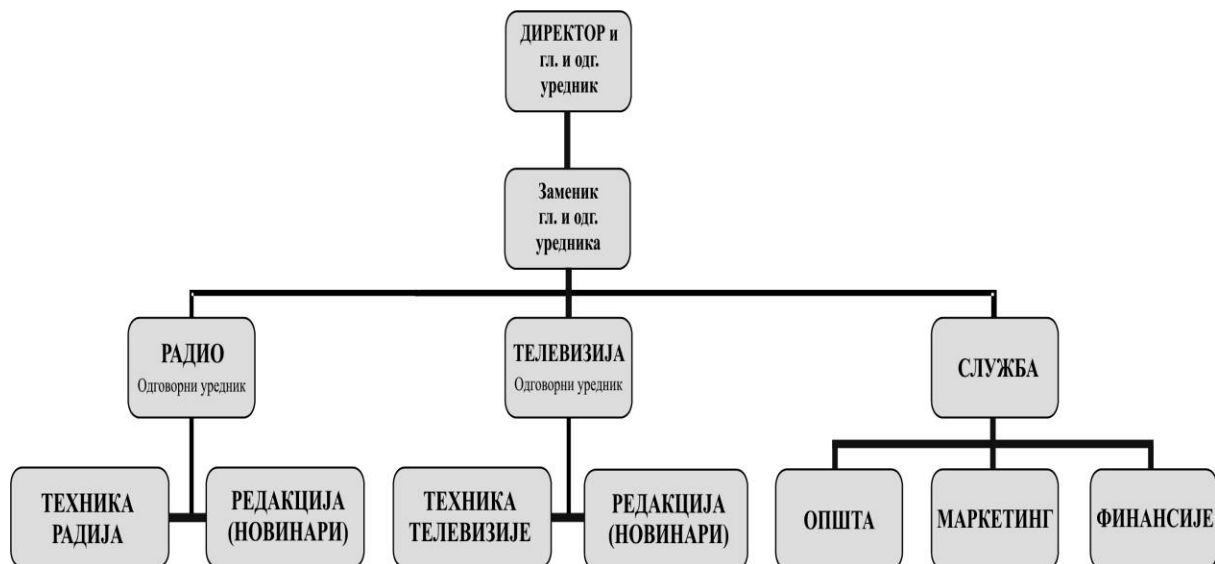 ДИРЕКТОР и
гл. и одг.
уредник
Заменик
гл. и одг.
уредника
РАДИО
Одговорни уредник
ТЕЛЕВИЗИЈА
Одговорни уредник
СЛУЖБА
ТЕХНИКА
РАДИЈА
РЕДАКЦИЈА
(НОВИНАРИ)
ТЕХНИКА
ТЕЛЕВИЗИЈЕ
РЕДАКЦИЈА
(НОВИНАРИ)
ОПШТА
МАРКЕТИНГ
ФИНАНСИЈЕ